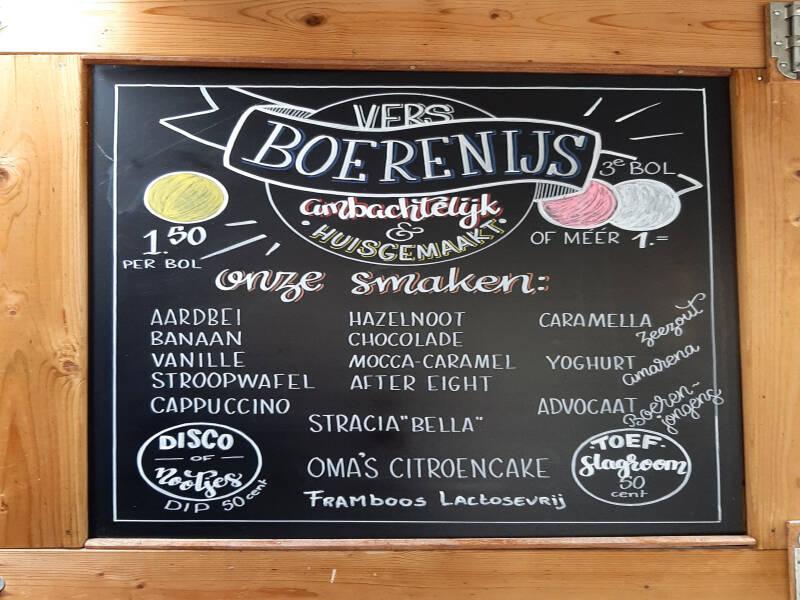 VERS
BOERENIJS
ambachtelijk
&
HUISGEMAAKT
1.50
PER BOL
3e BOL
OF MÉÉR 1.=
onze smaken:
AARDBEI
BANAAN
VANILLE
STROOPWAFEL
CAPPUCCINO
HAZELNOOT
CHOCOLADE
MOCCA-CARAMEL
AFTER EIGHT
CARAMELLA zeezout
YOGHURT amarena
ADVOCAAT Boeren-
jongens
STRACIA"BELLA"
OMA'S CITROENCAKE
FRAMBOOS LACTOSEVRIJ
DISCO
OF
Nootjes
DIP 50 cent
TOEF
Slagroom
50
cent